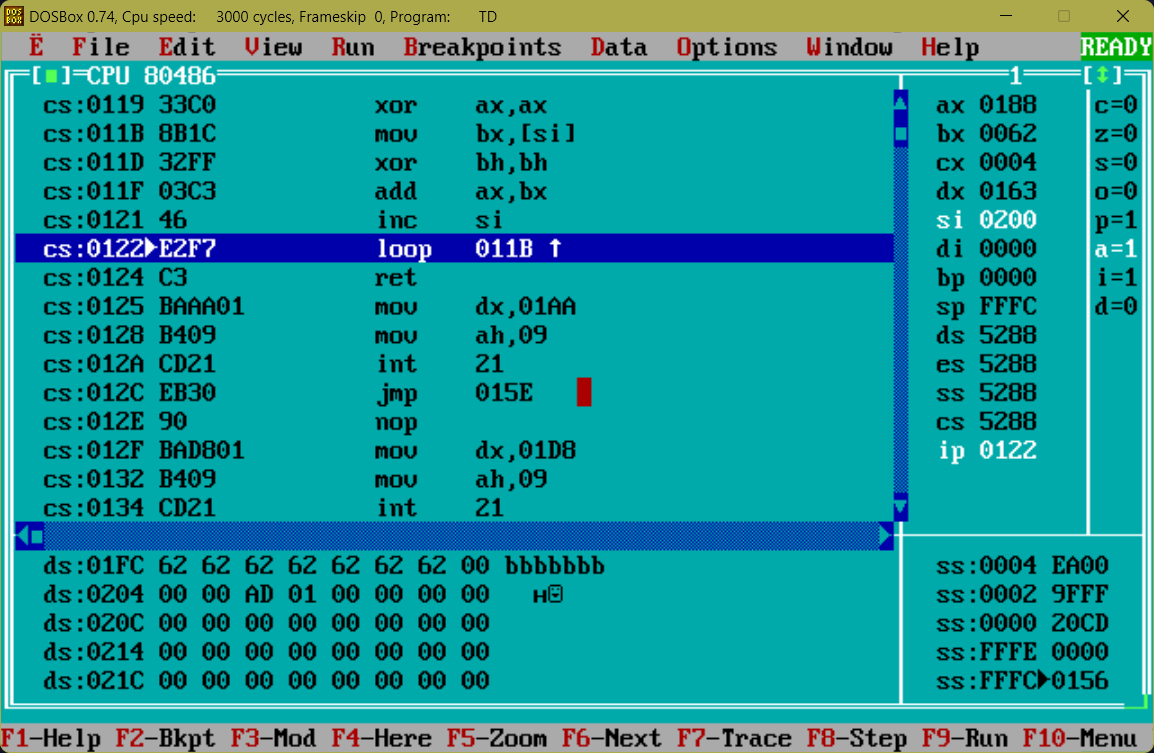 DOSBox 0.74, Cpu speed: 3000 cycles, Frameskip 0, Program: TD
Ë File Edit View Run Breakpoints Data Options Window Help READY
[■]=CPU 80486 1 [↕]
cs:0119 33C0 xor ax,ax
cs:011B 8B1C mov bx,[si]
cs:011D 32FF xor bh,bh
cs:011F 03C3 add ax,bx
cs:0121 46 inc si
cs:0122►E2F7 loop 011B ↑
cs:0124 C3 ret
cs:0125 BAAA01 mov dx,01AA
cs:0128 B409 mov ah,09
cs:012A CD21 int 21
cs:012C EB30 jmp 015E
cs:012E 90 nop
cs:012F BAD801 mov dx,01D8
cs:0132 B409 mov ah,09
cs:0134 CD21 int 21
ax 0188 c=0
bx 0062 z=0
cx 0004 s=0
dx 0163 o=0
si 0200 p=1
di 0000 a=1
bp 0000 i=1
sp FFFC d=0
ds 5288
es 5288
ss 5288
cs 5288
ip 0122
ds:01FC 62 62 62 62 62 62 62 00 bbbbbbb
ds:0204 00 00 AD 01 00 00 00 00 н☺
ds:020C 00 00 00 00 00 00 00 00
ds:0214 00 00 00 00 00 00 00 00
ds:021C 00 00 00 00 00 00 00 00
ss:0004 EA00
ss:0002 9FFF
ss:0000 20CD
ss:FFFE 0000
ss:FFFC►0156
F1-Help F2-Bkpt F3-Mod F4-Here F5-Zoom F6-Next F7-Trace F8-Step F9-Run F10-Menu